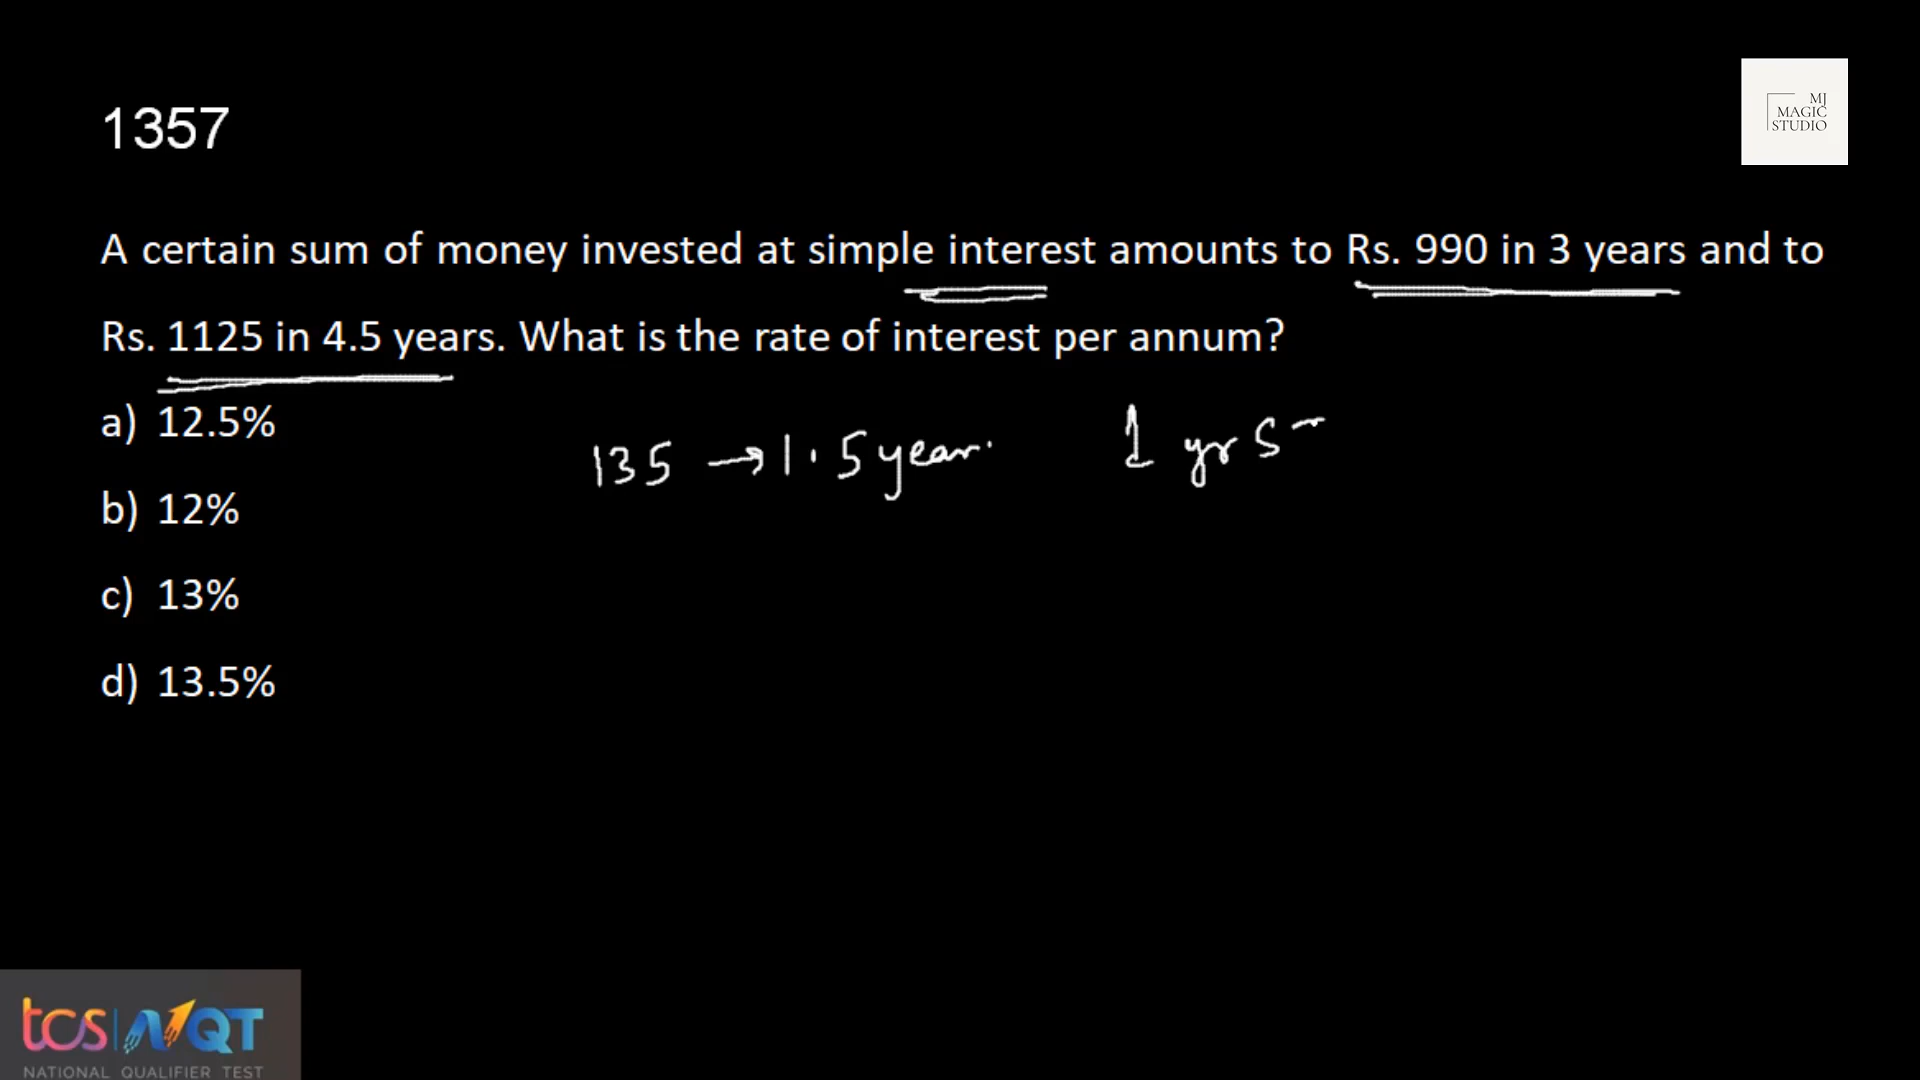 1357
MJ
MAGIC
STUDIO
A certain sum of money invested at simple interest amounts to Rs. 990 in 3 years and to
Rs. 1125 in 4.5 years. What is the rate of interest per annum?
a) 12.5%
135 → 1.5 year. 1 yr S
b) 12%
c) 13%
d) 13.5%
tcs | NQT
NATIONAL QUALIFIER TEST